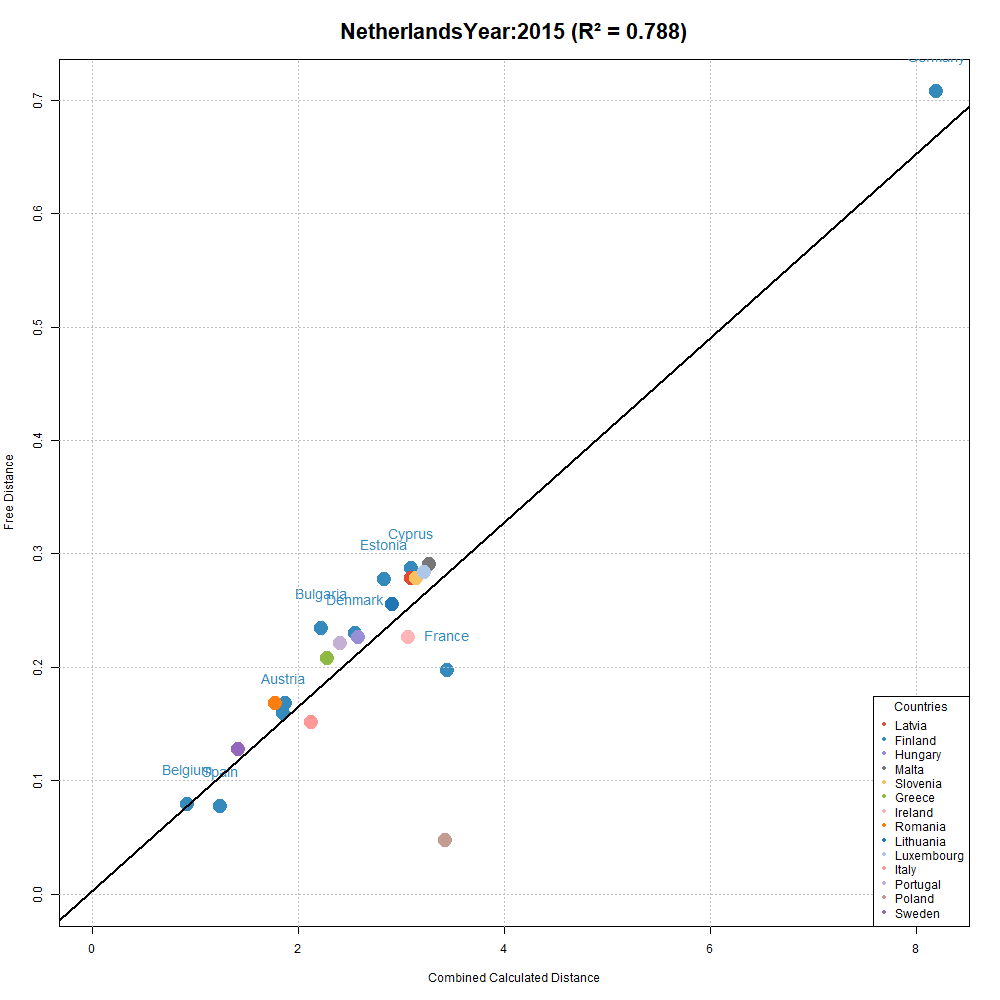 NetherlandsYear:2015 (R² = 0.788)
Germany
0.7
0.6
0.5
0.4
0.3
0.2
0.1
0.0
Free Distance
Cyprus
Estonia
Bulgaria
Denmark
France
Austria
Belgium
Spain
Countries
Latvia
Finland
Hungary
Malta
Slovenia
Greece
Ireland
Romania
Lithuania
Luxembourg
Italy
Portugal
Poland
Sweden
0 2 4 6 8
Combined Calculated Distance